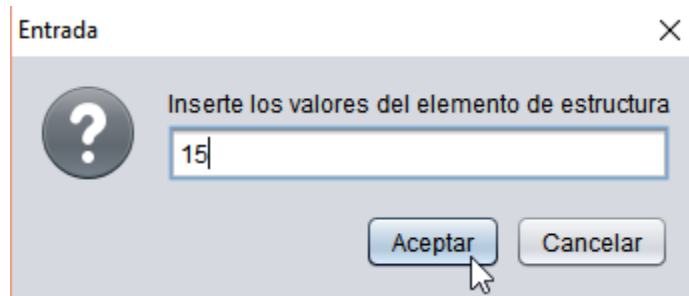 Entrada
Inserte los valores del elemento de estructura
15
Aceptar Cancelar